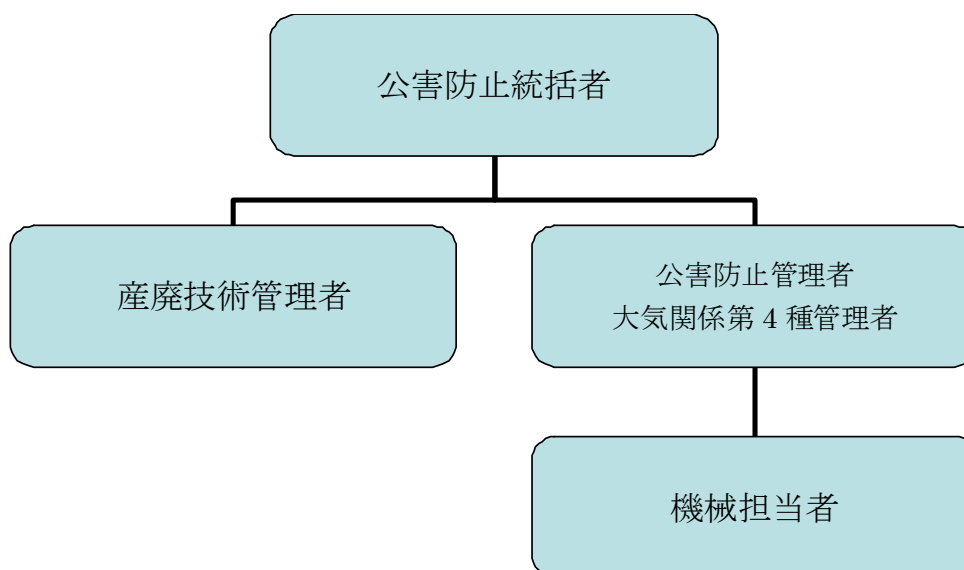 公害防止統括者
産廃技術管理者
公害防止管理者
大気関係第 4 種管理者
機械担当者